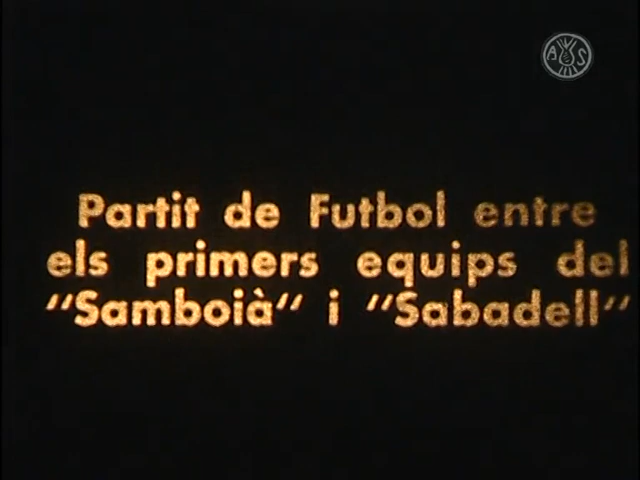 A S
Partit de Futbol entre
els primers equips del
"Samboià" i "Sabadell"